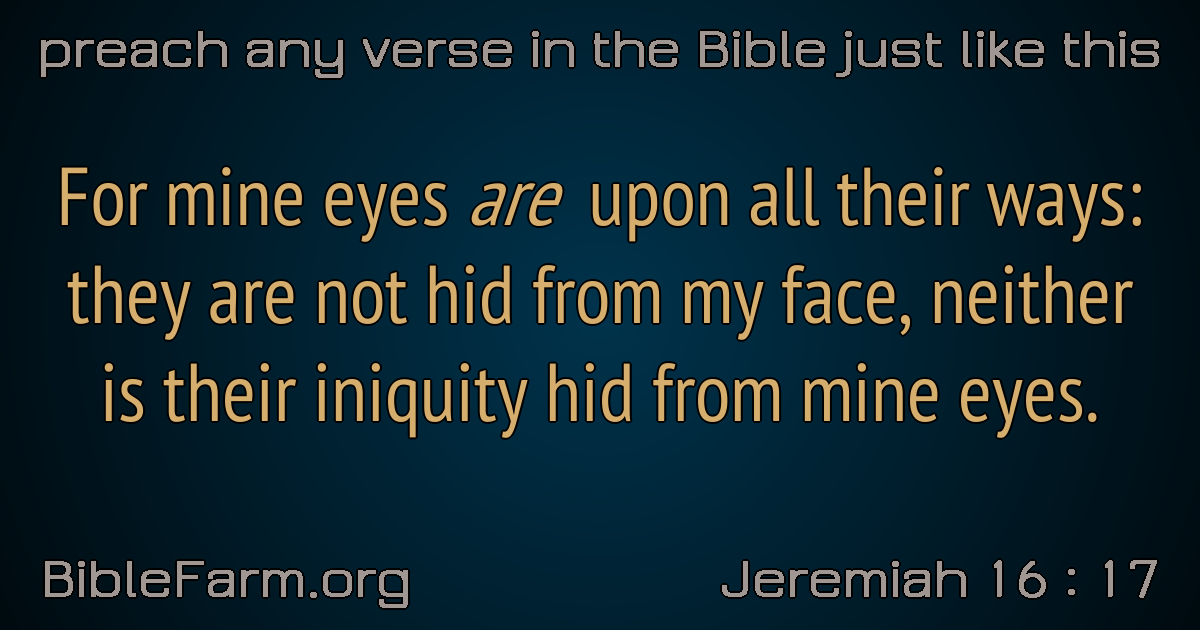 preach any verse in the Bible just like this
For mine eyes are upon all their ways:
they are not hid from my face, neither
is their iniquity hid from mine eyes.
BibleFarm.org
Jeremiah 16 : 17